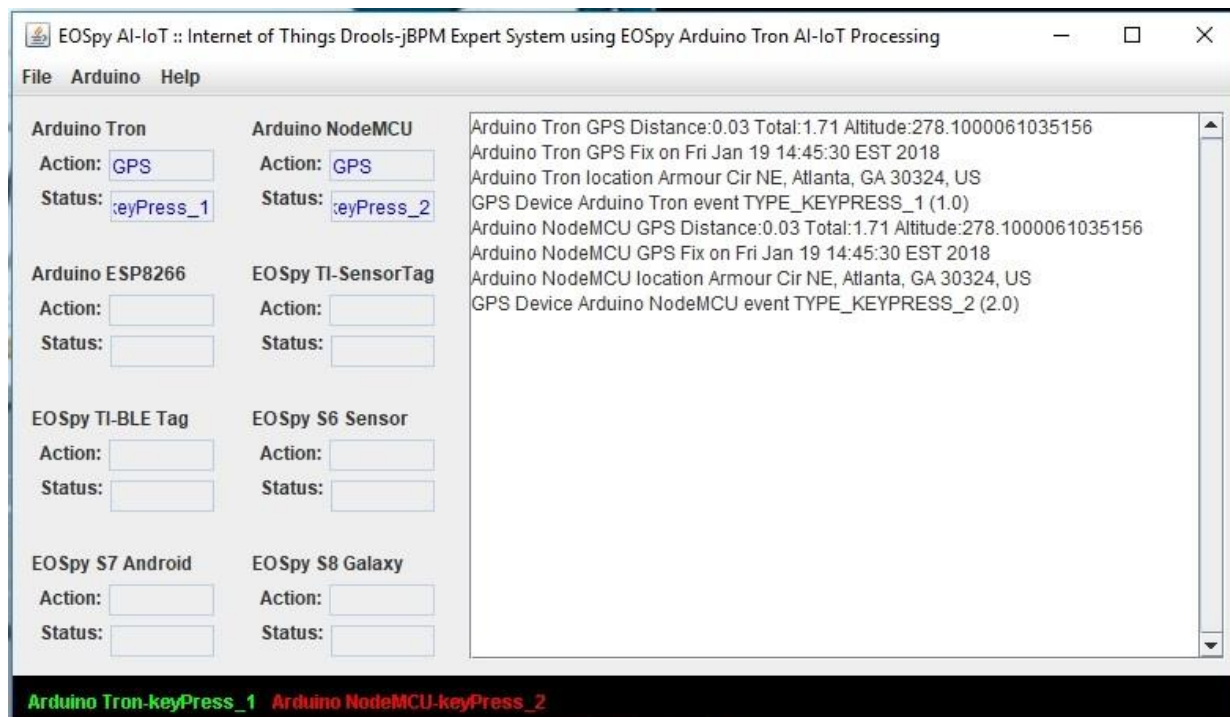 EOSpy AI-IoT :: Internet of Things Drools-jBPM Expert System using EOSpy Arduino Tron AI-IoT Processing
File Arduino Help
Arduino Tron
Action: GPS
Status: keyPress_1
Arduino NodeMCU
Action: GPS
Status: keyPress_2
Arduino ESP8266
Action:
Status:
EOSpy TI-SensorTag
Action:
Status:
EOSpy TI-BLE Tag
Action:
Status:
EOSpy S6 Sensor
Action:
Status:
EOSpy S7 Android
Action:
Status:
EOSpy S8 Galaxy
Action:
Status:
Arduino Tron GPS Distance:0.03 Total:1.71 Altitude:278.1000061035156
Arduino Tron GPS Fix on Fri Jan 19 14:45:30 EST 2018
Arduino Tron location Armour Cir NE, Atlanta, GA 30324, US
GPS Device Arduino Tron event TYPE_KEYPRESS_1 (1.0)
Arduino NodeMCU GPS Distance:0.03 Total:1.71 Altitude:278.1000061035156
Arduino NodeMCU GPS Fix on Fri Jan 19 14:45:30 EST 2018
Arduino NodeMCU location Armour Cir NE, Atlanta, GA 30324, US
GPS Device Arduino NodeMCU event TYPE_KEYPRESS_2 (2.0)
Arduino Tron-keyPress_1 Arduino NodeMCU-keyPress_2